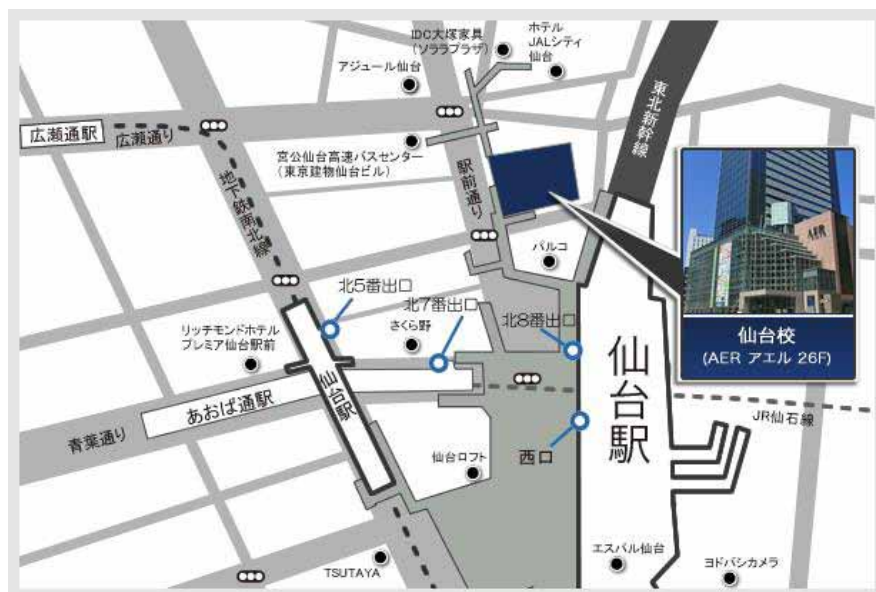 IDC大塚家具
(ソララプラザ)
ホテル
JALシティ
仙台
アジュール仙台
東北新幹線
広瀬通駅
広瀬通り
宮公仙台高速バスセンター
(東京建物仙台ビル)
駅前通り
地下鉄南北線
パルコ
AER
北5番出口
北7番出口
北8番出口
さくら野
リッチモンドホテル
プレミア仙台駅前
仙台校
(AER アエル 26F)
仙台駅
仙台駅
あおば通駅
青葉通り
JR仙石線
仙台ロフト
西口
エスパル仙台
ヨドバシカメラ
TSUTAYA